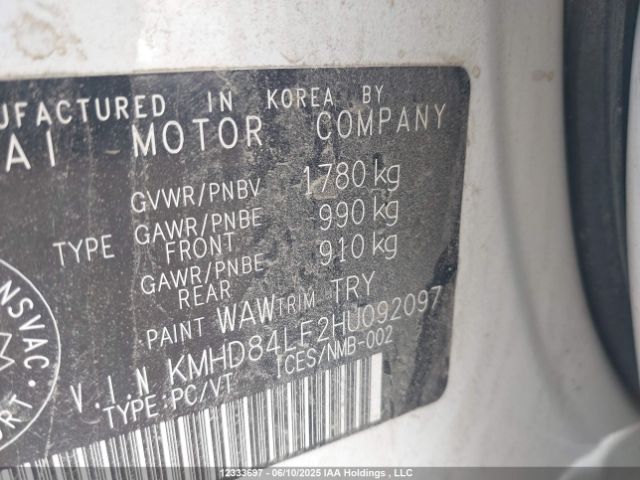 UFACTURED IN KOREA BY
AI MOTOR COMPANY
GVWR/PNBV 1780 kg
TYPE GAWR/PNBE FRONT 990 kg
GAWR/PNBE REAR 910 kg
PAINT WAW TRIM TRY
V.I.N KMHD84LF2HU092097
TYPE:PC/VT ICES/NMB-002
NSVAC
ORT
12333697 - 06/10/2025 IAA Holdings , LLC